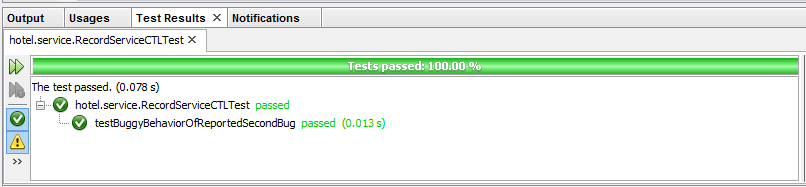 Output Usages Test Results Notifications
hotel.service.RecordServiceCTLTest
Tests passed: 100.00 %
The test passed. (0.078 s)
hotel.service.RecordServiceCTLTest passed
testBuggyBehaviorOfReportedSecondBug passed (0.013 s)
>>